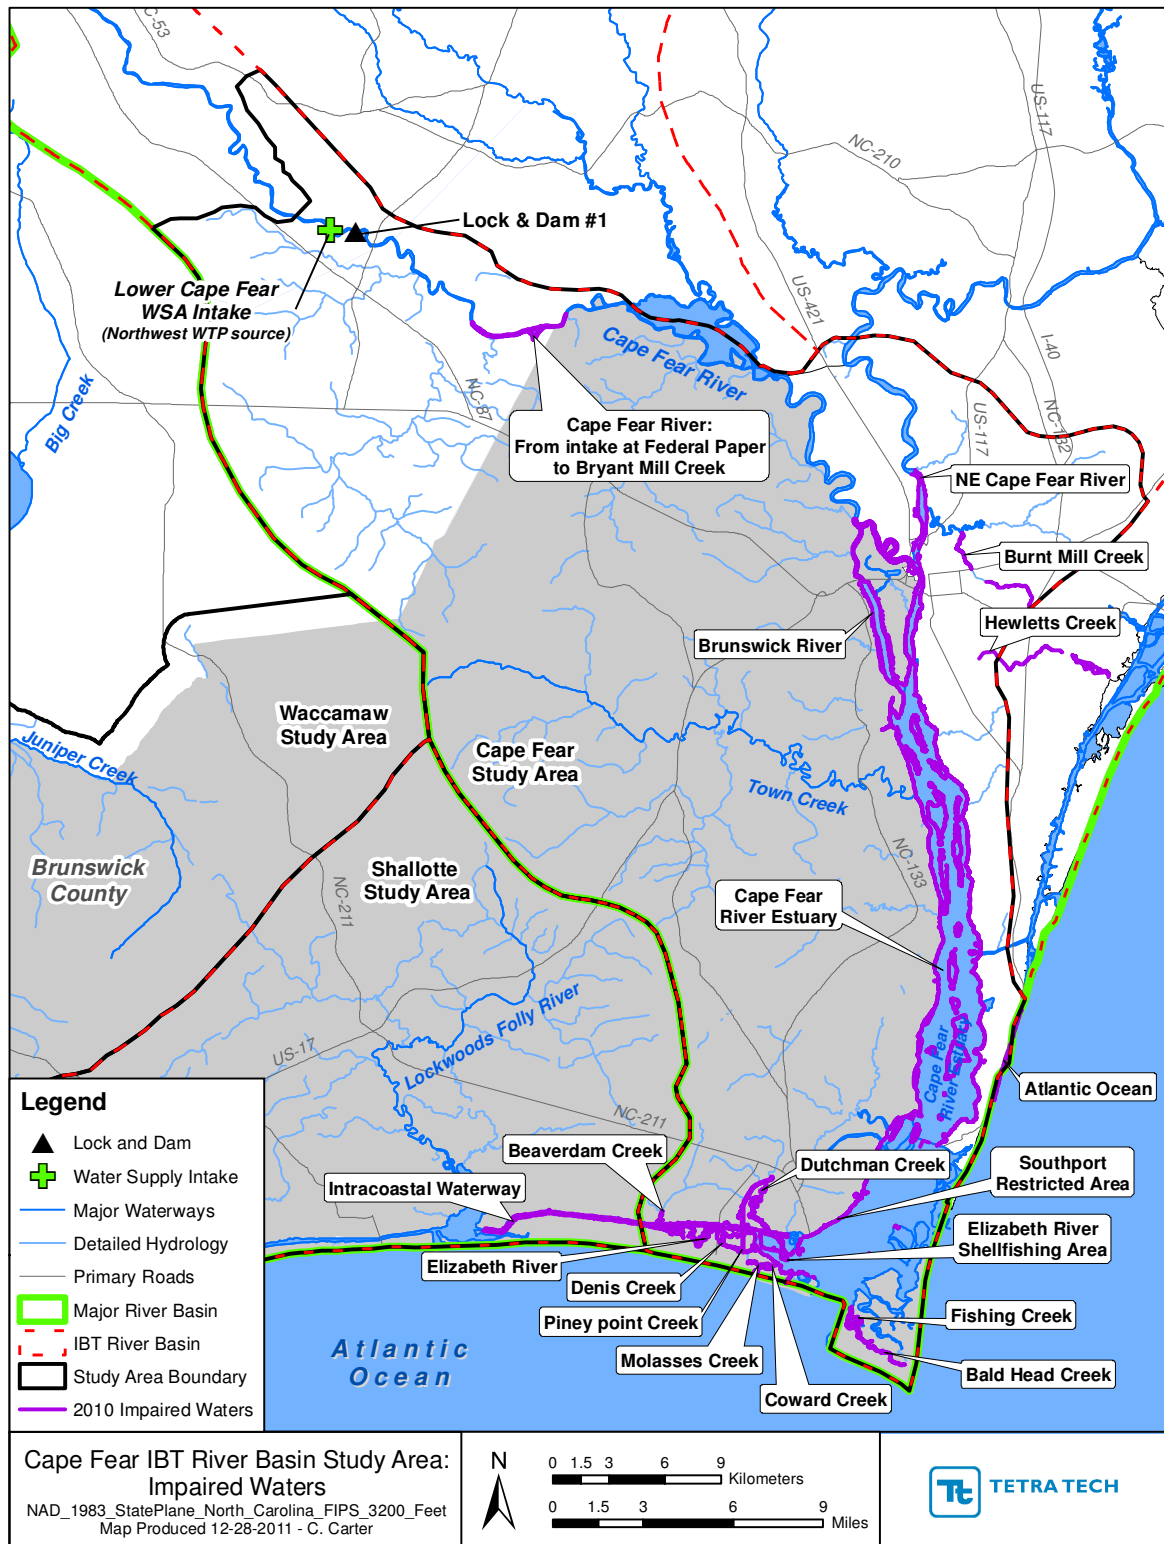 NC-53
US-117
NC-210
Lock & Dam #1
Lower Cape Fear
WSA Intake
(Northwest WTP source)
US-421
I-40
Cape Fear River
Big Creek
NC-87
US-117
NC-132
Cape Fear River:
From intake at Federal Paper
to Bryant Mill Creek
NE Cape Fear River
Burnt Mill Creek
Hewletts Creek
Brunswick River
Waccamaw
Study Area
Juniper Creek
Cape Fear
Study Area
Town Creek
Brunswick
County
Shallotte
Study Area
NC-211
NC-133
Cape Fear
River Estuary
Lockwoods Folly River
US-17
Cape Fear
River Estuary
Atlantic Ocean
NC-211
Beaverdam Creek
Dutchman Creek
Southport
Restricted Area
Intracoastal Waterway
Elizabeth River
Shellfishing Area
Elizabeth River
Denis Creek
Piney point Creek
Fishing Creek
Molasses Creek
Bald Head Creek
Coward Creek
Atlantic
Ocean
Legend
Lock and Dam
Water Supply Intake
Major Waterways
Detailed Hydrology
Primary Roads
Major River Basin
IBT River Basin
Study Area Boundary
2010 Impaired Waters
Cape Fear IBT River Basin Study Area:
Impaired Waters
NAD_1983_StatePlane_North_Carolina_FIPS_3200_Feet
Map Produced 12-28-2011 - C. Carter
N
0 1.5 3 6 9
Kilometers
0 1.5 3 6 9
Miles
Tt
TETRA TECH